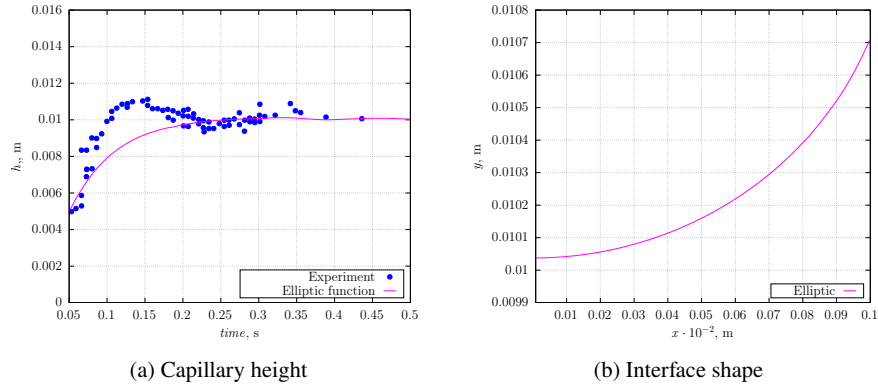 0.016
0.014
0.012
0.01
0.008
0.006
0.004
0.002
0
h,, m
0.05 0.1 0.15 0.2 0.25 0.3 0.35 0.4 0.45 0.5
time, s
Experiment
Elliptic function
(a) Capillary height
0.0108
0.0107
0.0106
0.0105
0.0104
0.0103
0.0102
0.0101
0.01
0.0099
y, m
0.01 0.02 0.03 0.04 0.05 0.06 0.07 0.08 0.09 0.1
x · 10⁻², m
Elliptic
(b) Interface shape